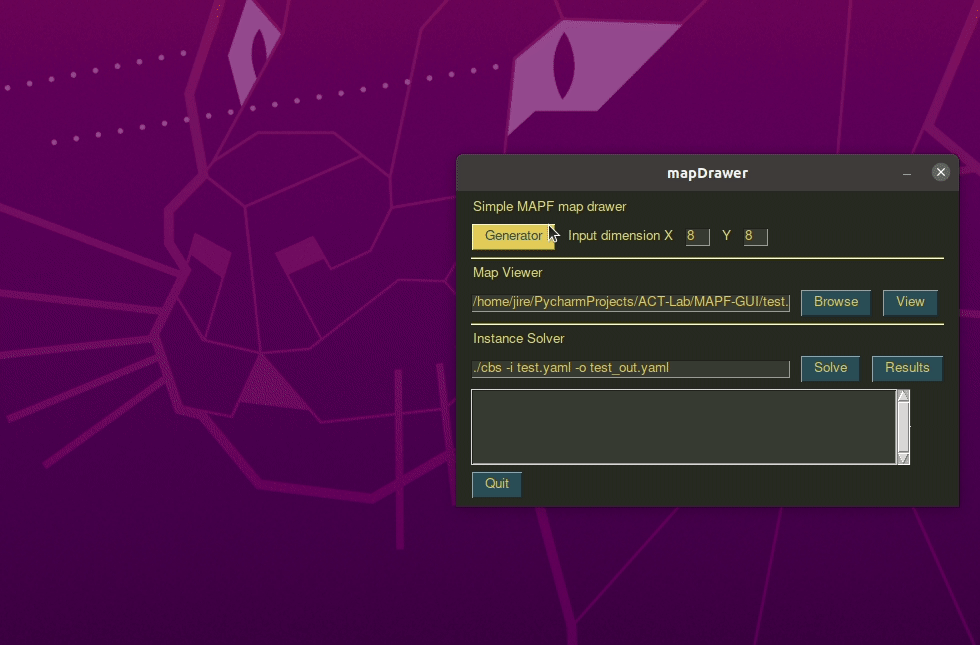 mapDrawer
Simple MAPF map drawer
Generator Input dimension X 8 Y 8
Map Viewer
/home/jire/PycharmProjects/ACT-Lab/MAPF-GUI/test. Browse View
Instance Solver
./cbs -i test.yaml -o test_out.yaml Solve Results
Quit